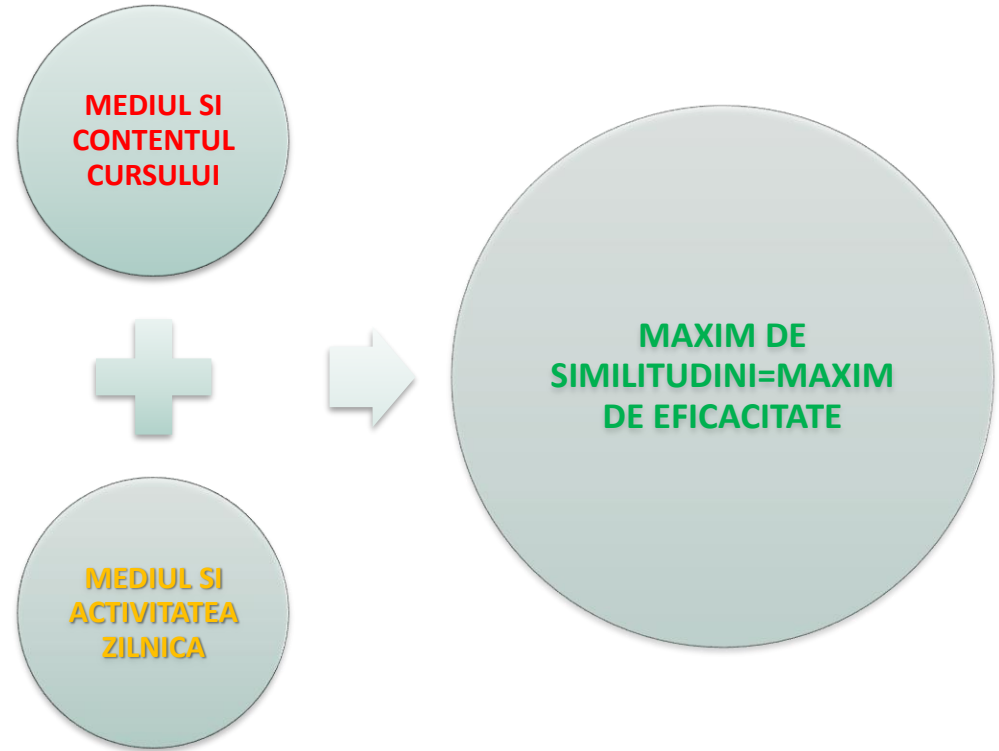 MEDIUL SI
CONTENTUL
CURSULUI
MEDIUL SI
ACTIVITATEA
ZILNICA
MAXIM DE
SIMILITUDINI=MAXIM
DE EFICACITATE